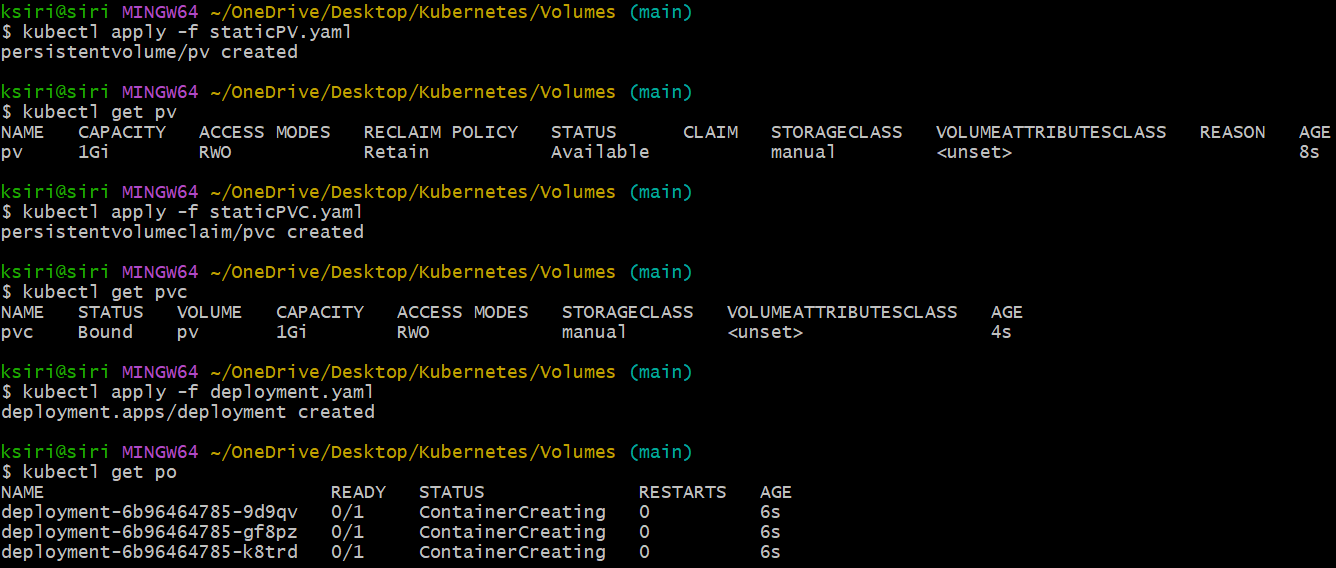 ksiri@siri MINGW64 ~/OneDrive/Desktop/Kubernetes/Volumes (main)
$ kubectl apply -f staticPV.yaml
persistentvolume/pv created
ksiri@siri MINGW64 ~/OneDrive/Desktop/Kubernetes/Volumes (main)
$ kubectl get pv
NAME   CAPACITY   ACCESS MODES   RECLAIM POLICY   STATUS      CLAIM   STORAGECLASS   VOLUMEATTRIBUTESCLASS   REASON   AGE
pv     1Gi        RWO            Retain           Available           manual         <unset>                          8s
ksiri@siri MINGW64 ~/OneDrive/Desktop/Kubernetes/Volumes (main)
$ kubectl apply -f staticPVC.yaml
persistentvolumeclaim/pvc created
ksiri@siri MINGW64 ~/OneDrive/Desktop/Kubernetes/Volumes (main)
$ kubectl get pvc
NAME   STATUS   VOLUME   CAPACITY   ACCESS MODES   STORAGECLASS   VOLUMEATTRIBUTESCLASS   AGE
pvc    Bound    pv       1Gi        RWO            manual         <unset>                 4s
ksiri@siri MINGW64 ~/OneDrive/Desktop/Kubernetes/Volumes (main)
$ kubectl apply -f deployment.yaml
deployment.apps/deployment created
ksiri@siri MINGW64 ~/OneDrive/Desktop/Kubernetes/Volumes (main)
$ kubectl get po
NAME                          READY   STATUS              RESTARTS   AGE
deployment-6b96464785-9d9qv   0/1     ContainerCreating   0          6s
deployment-6b96464785-gf8pz   0/1     ContainerCreating   0          6s
deployment-6b96464785-k8trd   0/1     ContainerCreating   0          6s